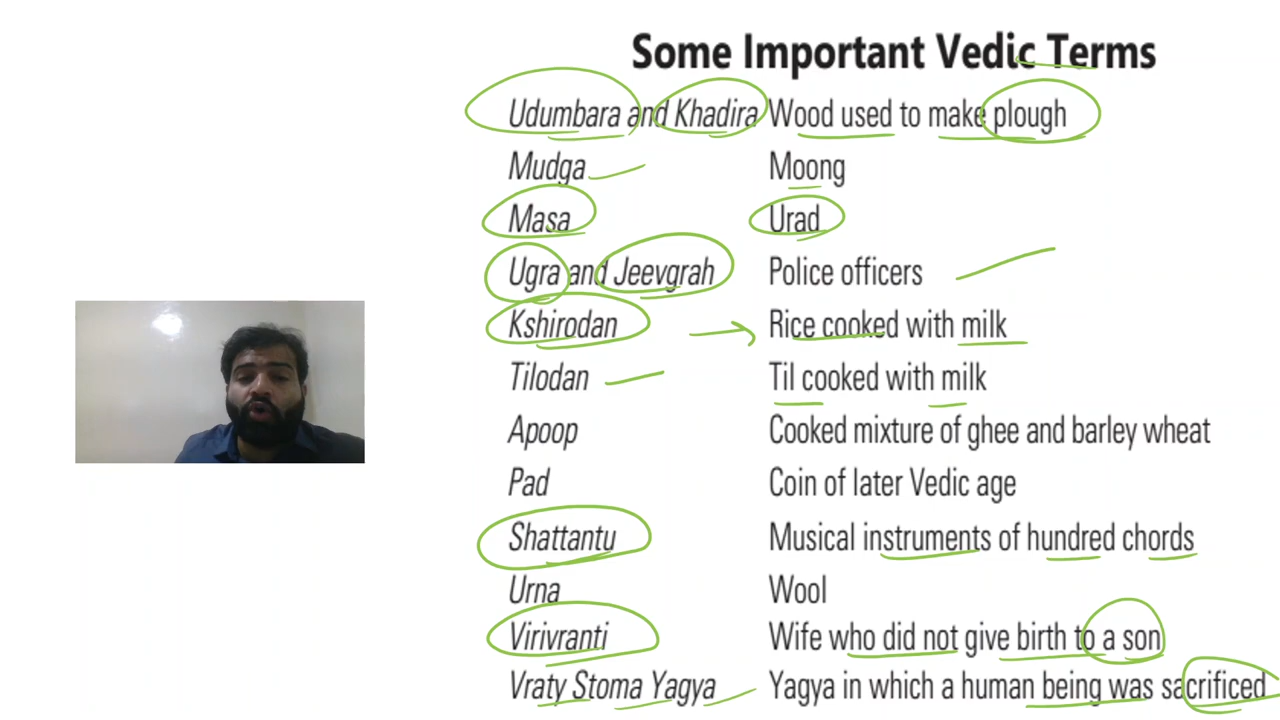 Some Important Vedic Terms
Udumbara and Khadira Wood used to make plough
Mudga Moong
Masa Urad
Ugra and Jeevgrah Police officers
Kshirodan Rice cooked with milk
Tilodan Til cooked with milk
Apoop Cooked mixture of ghee and barley wheat
Pad Coin of later Vedic age
Shattantu Musical instruments of hundred chords
Urna Wool
Virivranti Wife who did not give birth to a son
Vraty Stoma Yagya Yagya in which a human being was sacrificed